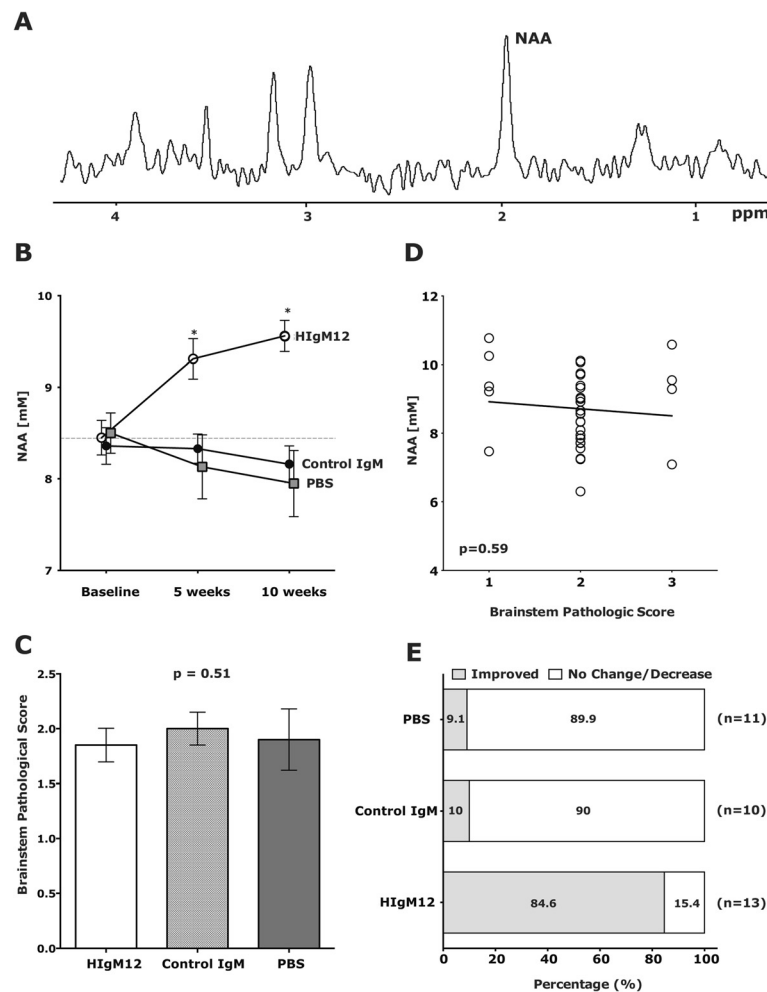 A
NAA
4 3 2 1 ppm
B
10
9
8
7
NAA [mM]
*
*
HIgM12
Control IgM
PBS
Baseline 5 weeks 10 weeks
D
12
10
8
6
4
NAA [mM]
p=0.59
1 2 3
Brainstem Pathologic Score
C
2.5
2.0
1.5
1.0
0.5
0.0
Brainstem Pathological Score
p = 0.51
HIgM12 Control IgM PBS
E
Improved No Change/Decrease
PBS 9.1 89.9 (n=11)
Control IgM 10 90 (n=10)
HIgM12 84.6 15.4 (n=13)
0 20 40 60 80 100
Percentage (%)